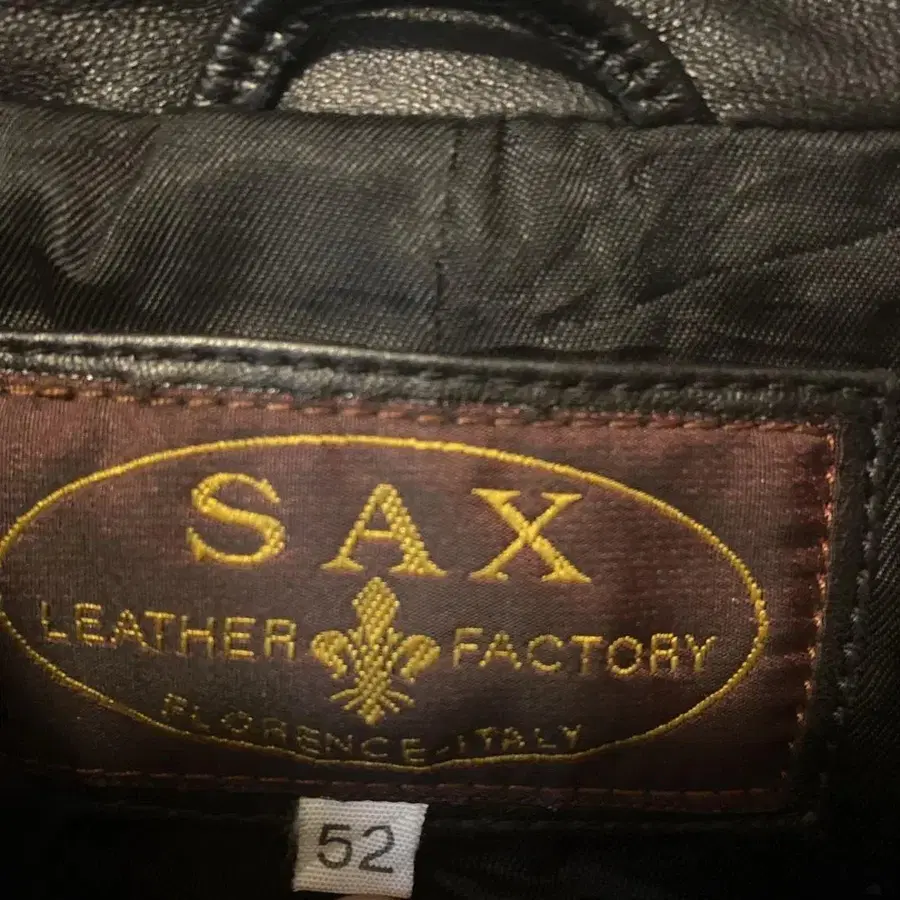 SAX
LEATHER FACTORY
FLORENCE-ITALY
52